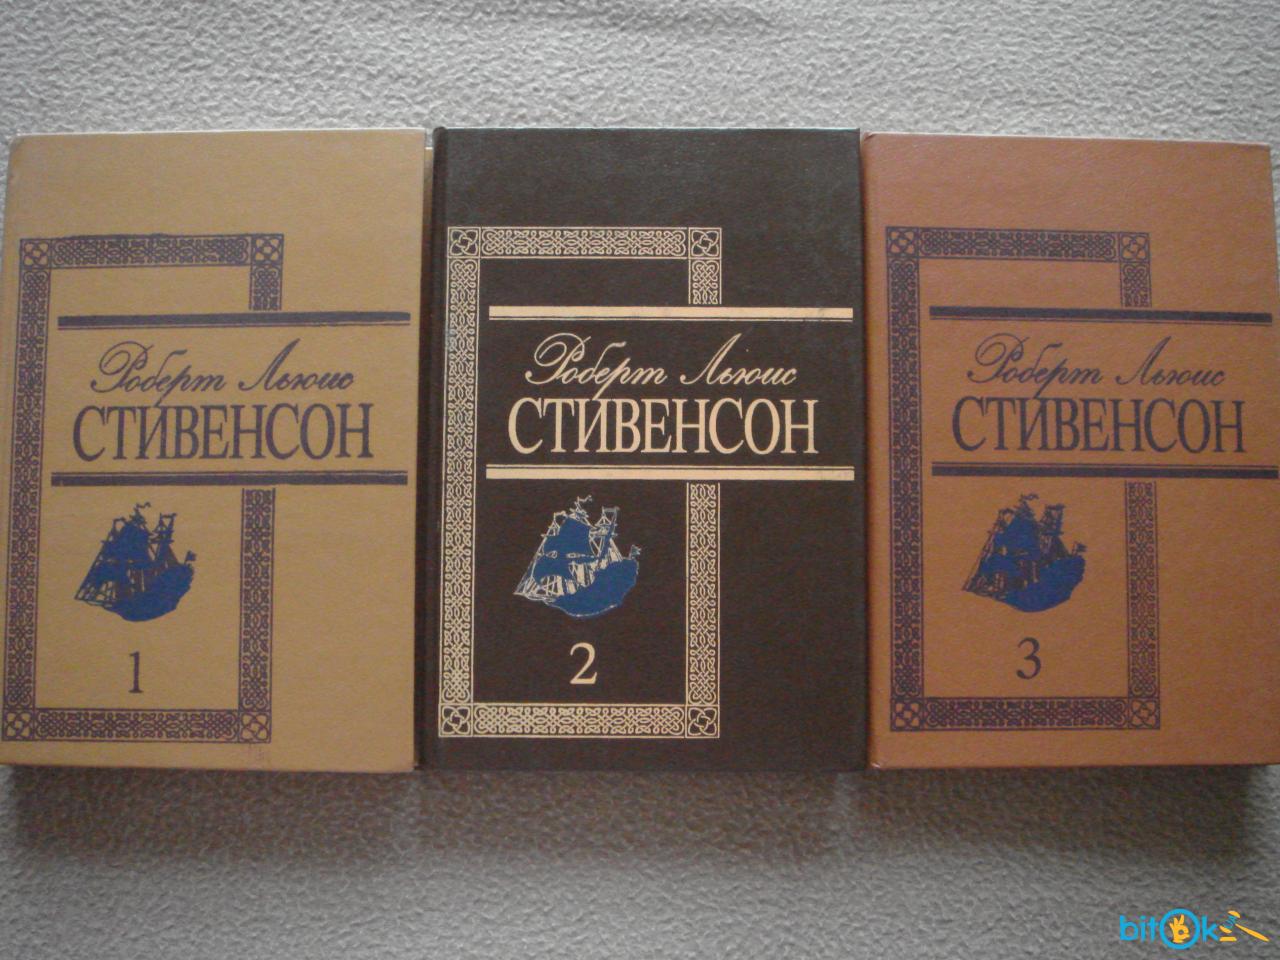 Роберт Льюис
СТИВЕНСОН
1
Роберт Льюис
СТИВЕНСОН
2
Роберт Льюис
СТИВЕНСОН
3
bitOk